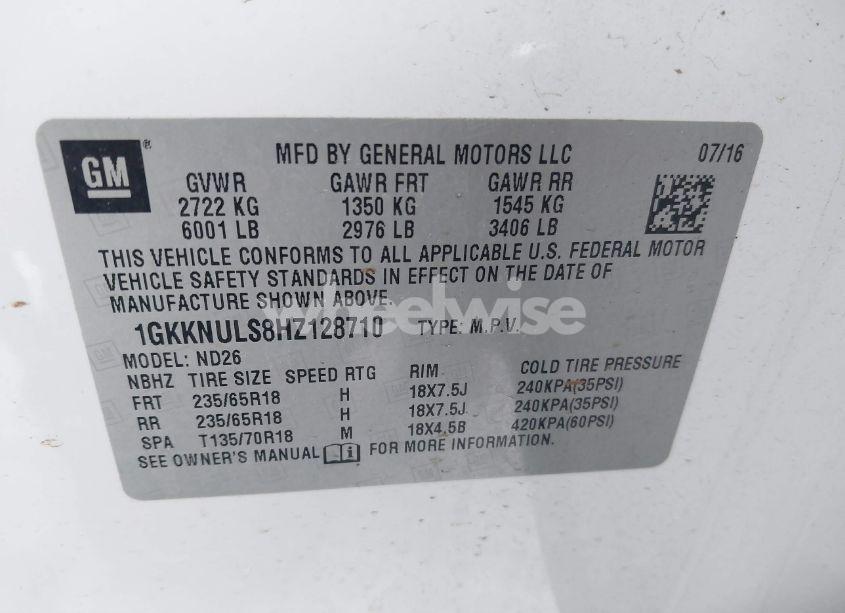 GM ®
MFD BY GENERAL MOTORS LLC 07/16
GVWR GAWR FRT GAWR RR
2722 KG 1350 KG 1545 KG
6001 LB 2976 LB 3406 LB
THIS VEHICLE CONFORMS TO ALL APPLICABLE U.S. FEDERAL MOTOR
VEHICLE SAFETY STANDARDS IN EFFECT ON THE DATE OF
MANUFACTURE SHOWN ABOVE.
wheelwise
1GKKNULS8HZ128710 TYPE: M.P.V.
MODEL: ND26
NBHZ TIRE SIZE SPEED RTG RIM COLD TIRE PRESSURE
FRT 235/65R18 H 18X7.5J 240KPA(35PSI)
RR 235/65R18 H 18X7.5J 240KPA(35PSI)
SPA T135/70R18 M 18X4.5B 420KPA(60PSI)
SEE OWNER'S MANUAL i FOR MORE INFORMATION.